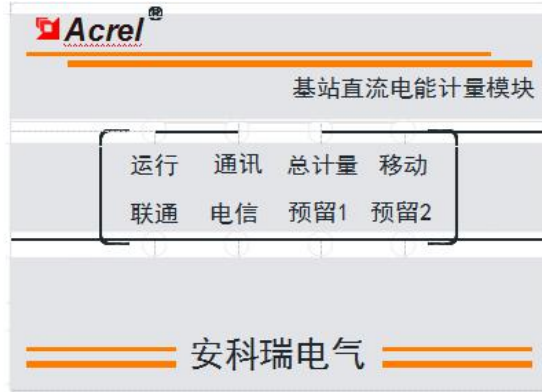 Acrel®
基站直流电能计量模块
运行 通讯 总计量 移动
联通 电信 预留1 预留2
安科瑞电气